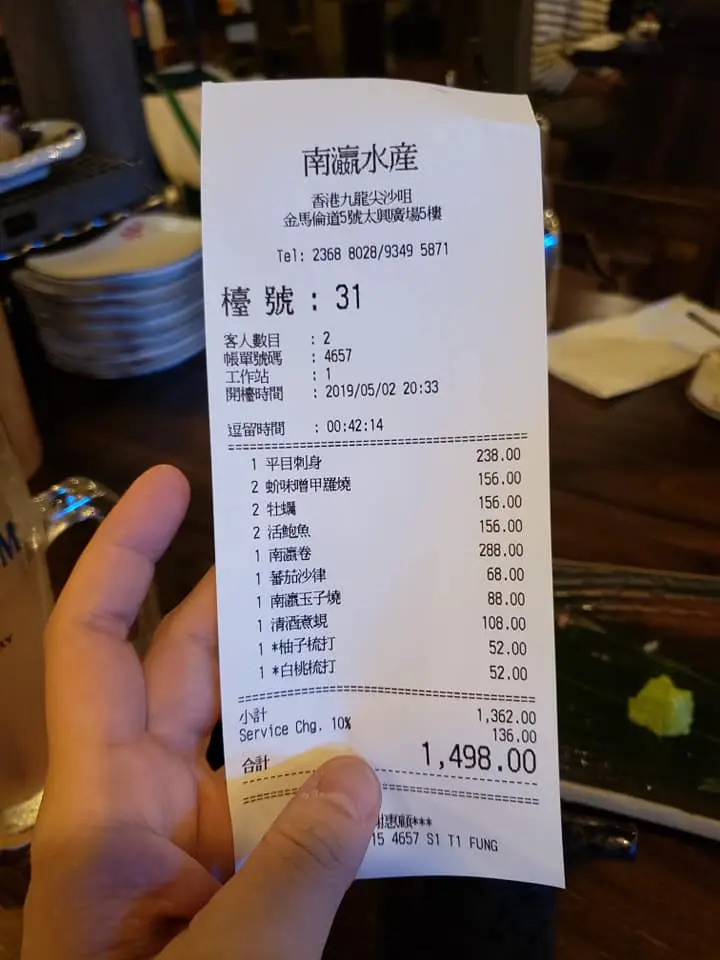 南瀛水産
香港九龍尖沙咀
金馬倫道5號太興廣場5樓
Tel: 2368 8028/9349 5871
檯 號 : 31
客人數目 : 2
帳單號碼 : 4657
工作站 : 1
開檯時間 : 2019/05/02 20:33
逗留時間 : 00:42:14
1 平目刺身 238.00
2 蚧味噌甲羅燒 156.00
2 牡蠣 156.00
2 活鮑魚 156.00
1 南瀛卷 288.00
1 蕃茄沙律 68.00
1 南瀛玉子燒 88.00
1 清酒煮蜆 108.00
1 *柚子梳打 52.00
1 *白桃梳打 52.00
小計 1,362.00
Service Chg. 10% 136.00
合計 1,498.00
惠顧***
15 4657 S1 T1 FUNG